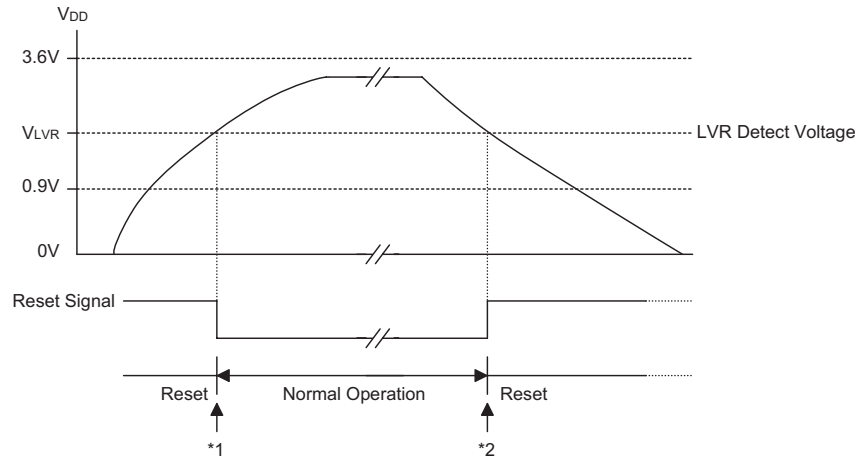 VDD
3.6V
VLVR
LVR Detect Voltage
0.9V
0V
Reset Signal
Reset
Normal Operation
Reset
*1
*2